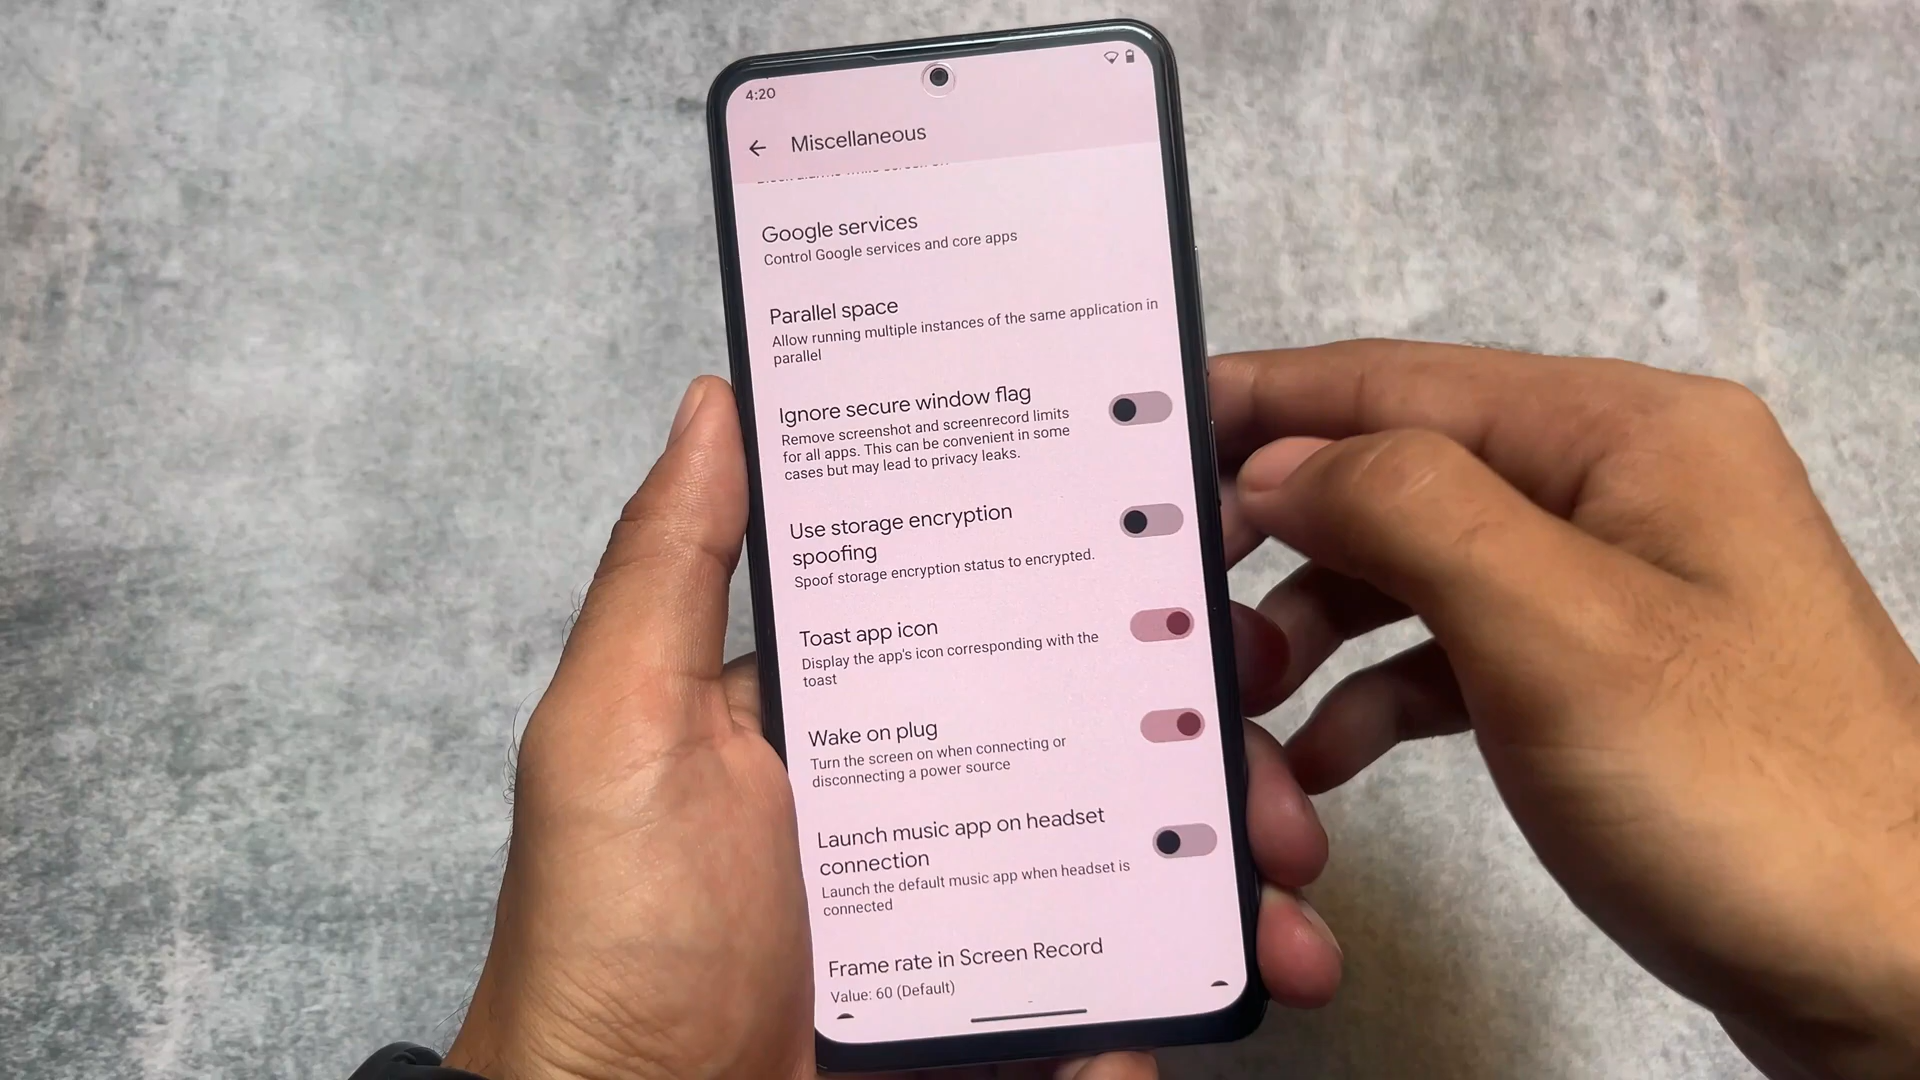 4:20
Miscellaneous
Google services
Control Google services and core apps
Parallel space
Allow running multiple instances of the same application in
parallel
Ignore secure window flag
Remove screenshot and screenrecord limits
for all apps. This can be convenient in some
cases but may lead to privacy leaks.
Use storage encryption
spoofing
Spoof storage encryption status to encrypted.
Toast app icon
Display the app's icon corresponding with the
toast
Wake on plug
Turn the screen on when connecting or
disconnecting a power source
Launch music app on headset
connection
Launch the default music app when headset is
connected
Frame rate in Screen Record
Value: 60 (Default)